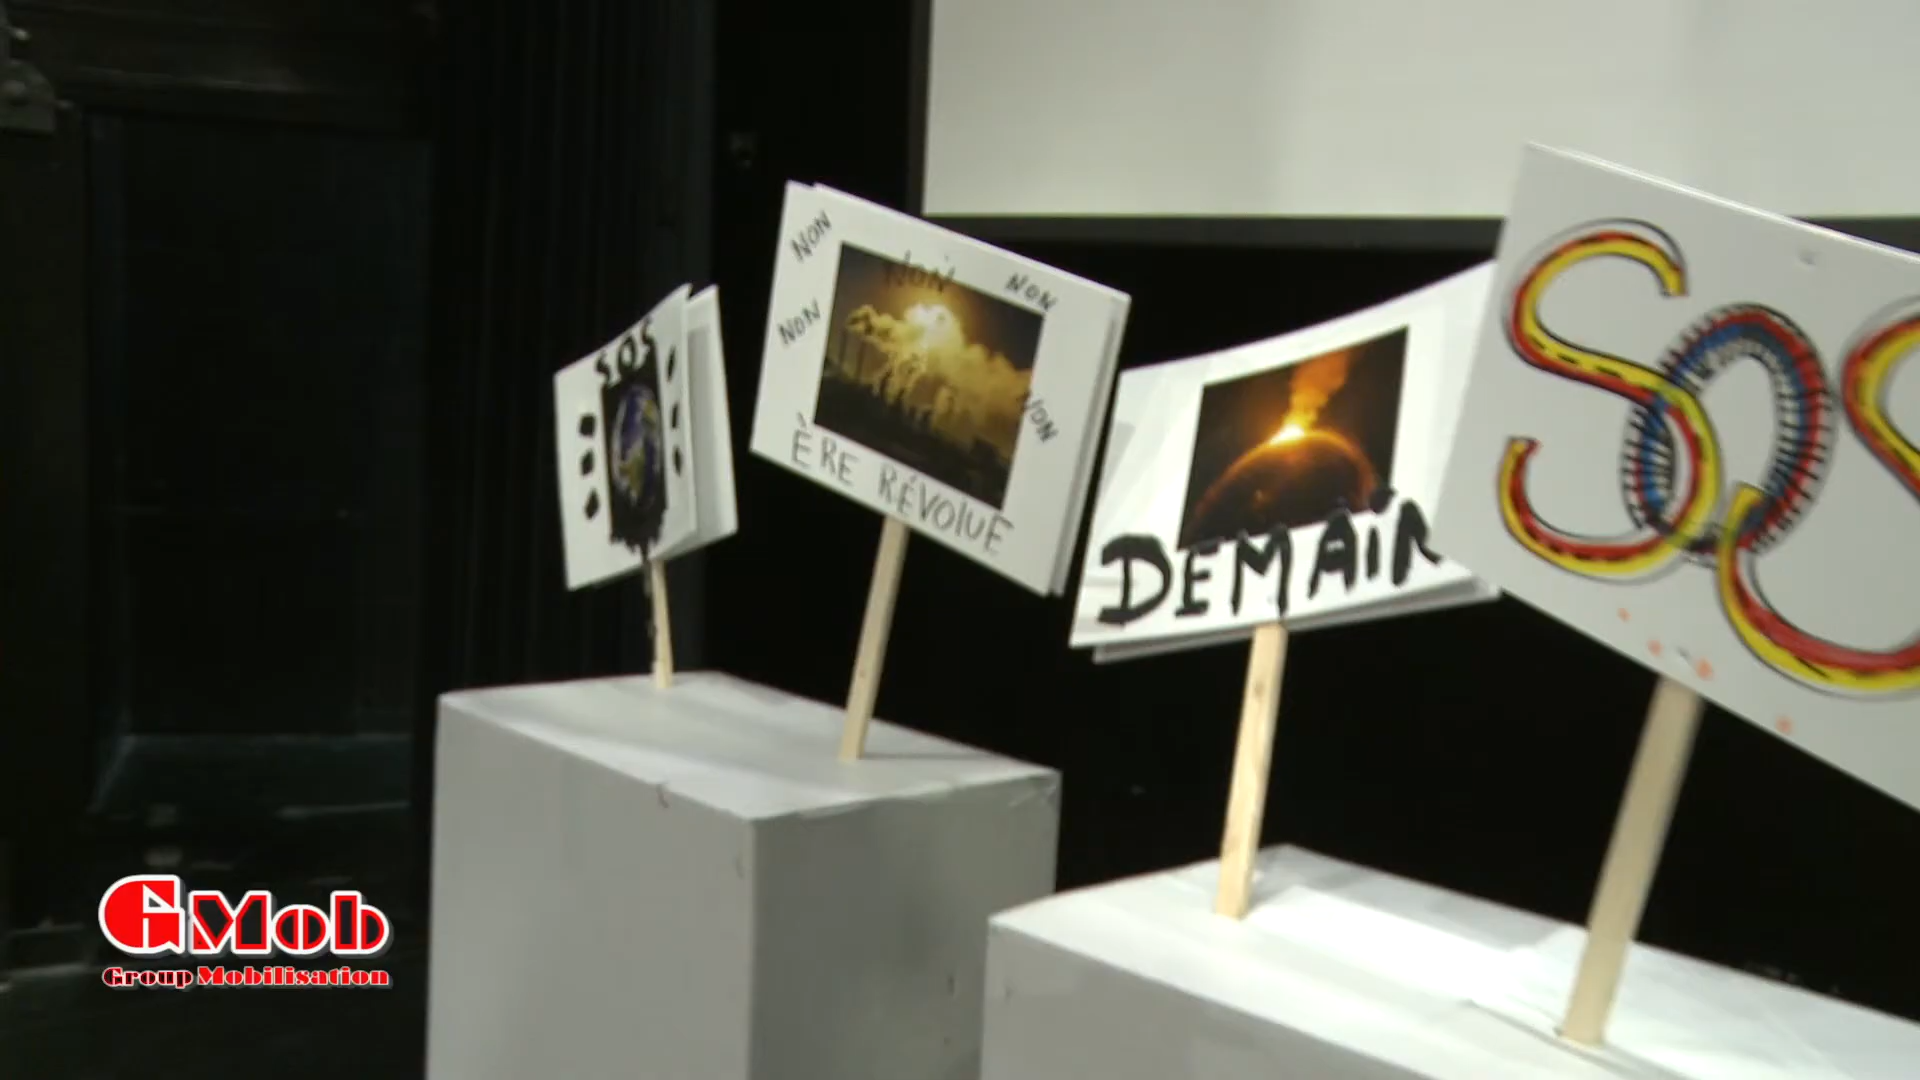 SOS
NON
NON
NON
NON
NON
ÈRE RÉVOLUE
DEMAIN
SOS
GMob
Group Mobilisation